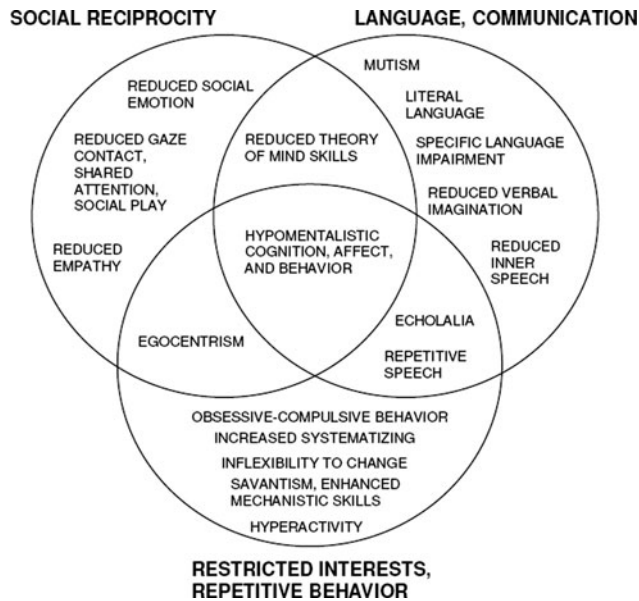 SOCIAL RECIPROCITY
LANGUAGE, COMMUNICATION
REDUCED SOCIAL
EMOTION
REDUCED GAZE
CONTACT,
SHARED
ATTENTION,
SOCIAL PLAY
REDUCED
EMPATHY
REDUCED THEORY
OF MIND SKILLS
MUTISM
LITERAL
LANGUAGE
SPECIFIC LANGUAGE
IMPAIRMENT
REDUCED VERBAL
IMAGINATION
REDUCED
INNER
SPEECH
HYPOMENTALISTIC
COGNITION, AFFECT,
AND BEHAVIOR
EGOCENTRISM
ECHOLALIA
REPETITIVE
SPEECH
OBSESSIVE-COMPULSIVE BEHAVIOR
INCREASED SYSTEMATIZING
INFLEXIBILITY TO CHANGE
SAVANTISM, ENHANCED
MECHANISTIC SKILLS
HYPERACTIVITY
RESTRICTED INTERESTS,
REPETITIVE BEHAVIOR